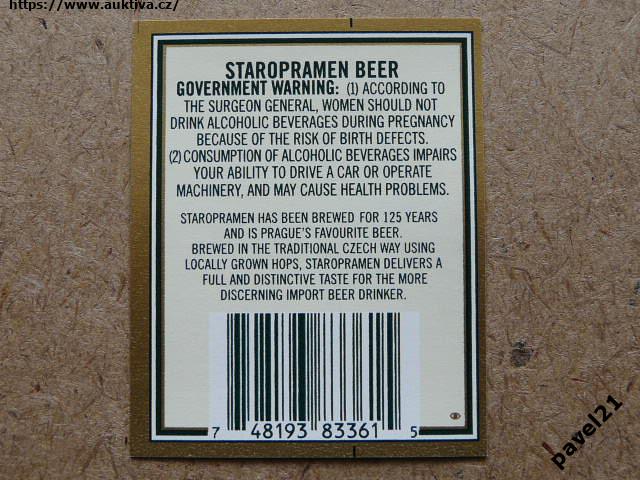 https://www.auktiva.cz/
STAROPRAMEN BEER
GOVERNMENT WARNING: (1) ACCORDING TO
THE SURGEON GENERAL, WOMEN SHOULD NOT
DRINK ALCOHOLIC BEVERAGES DURING PREGNANCY
BECAUSE OF THE RISK OF BIRTH DEFECTS.
(2) CONSUMPTION OF ALCOHOLIC BEVERAGES IMPAIRS
YOUR ABILITY TO DRIVE A CAR OR OPERATE
MACHINERY, AND MAY CAUSE HEALTH PROBLEMS.
STAROPRAMEN HAS BEEN BREWED FOR 125 YEARS
AND IS PRAGUE'S FAVOURITE BEER.
BREWED IN THE TRADITIONAL CZECH WAY USING
LOCALLY GROWN HOPS, STAROPRAMEN DELIVERS A
FULL AND DISTINCTIVE TASTE FOR THE MORE
DISCERNING IMPORT BEER DRINKER.
7 48193 83361 5
pavel21